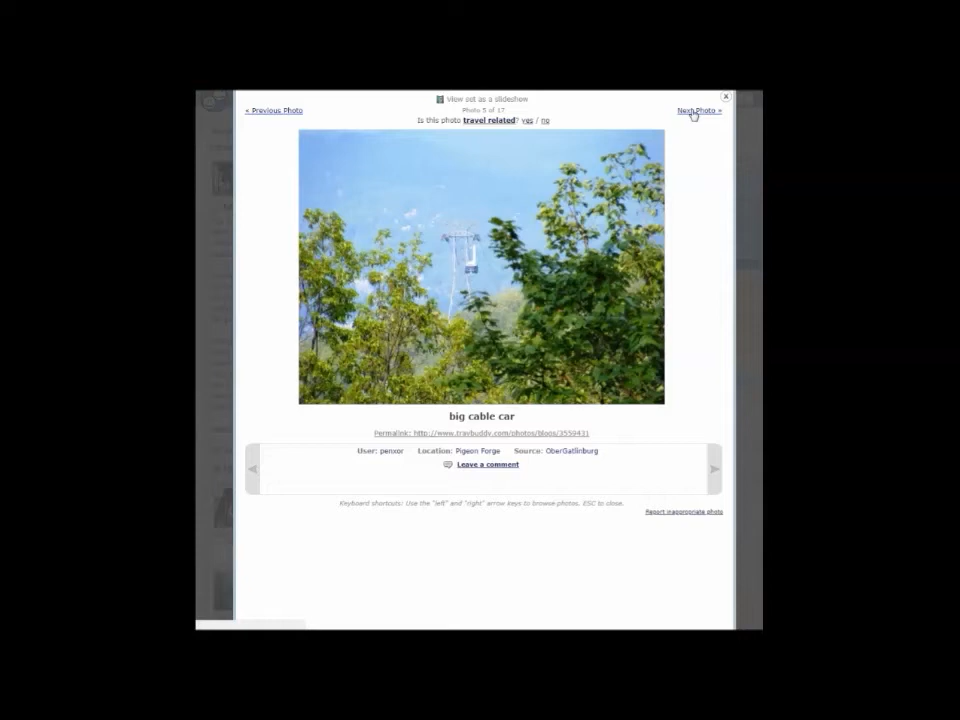 View set as a slideshow
« Previous Photo
Photo 5 of 17
Next Photo »
Is this photo travel related? yes / no
big cable car
Permalink: http://www.travbuddy.com/photos/blogs/3559431
User: penxor Location: Pigeon Forge Source: OberGatlinburg
Leave a comment
Keyboard shortcuts: Use the "left" and "right" arrow keys to browse photos. ESC to close.
Report inappropriate photo